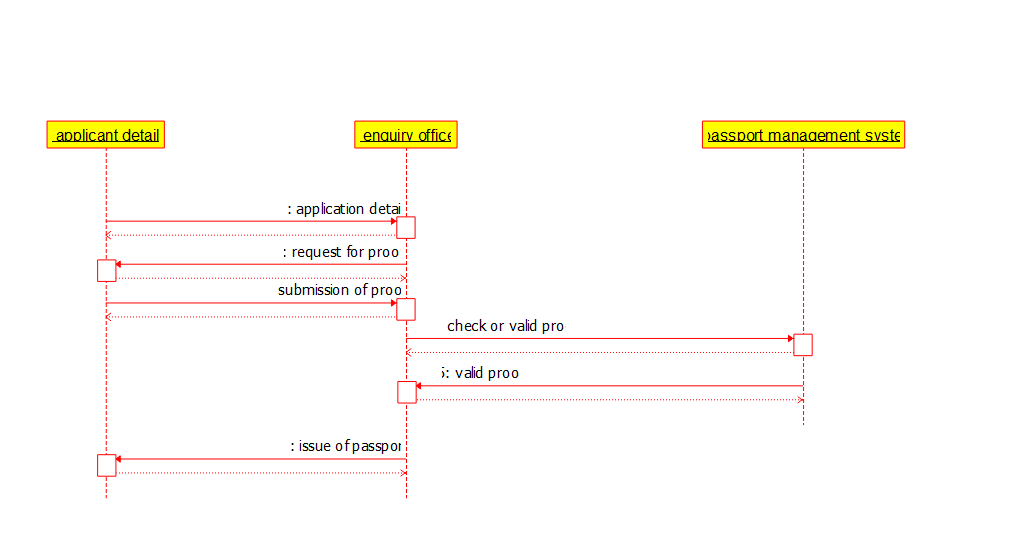 applicant detail
enquiry office
passport management syste
: application detai
: request for proo
submission of proo
check or valid pro
5: valid proo
: issue of passpor